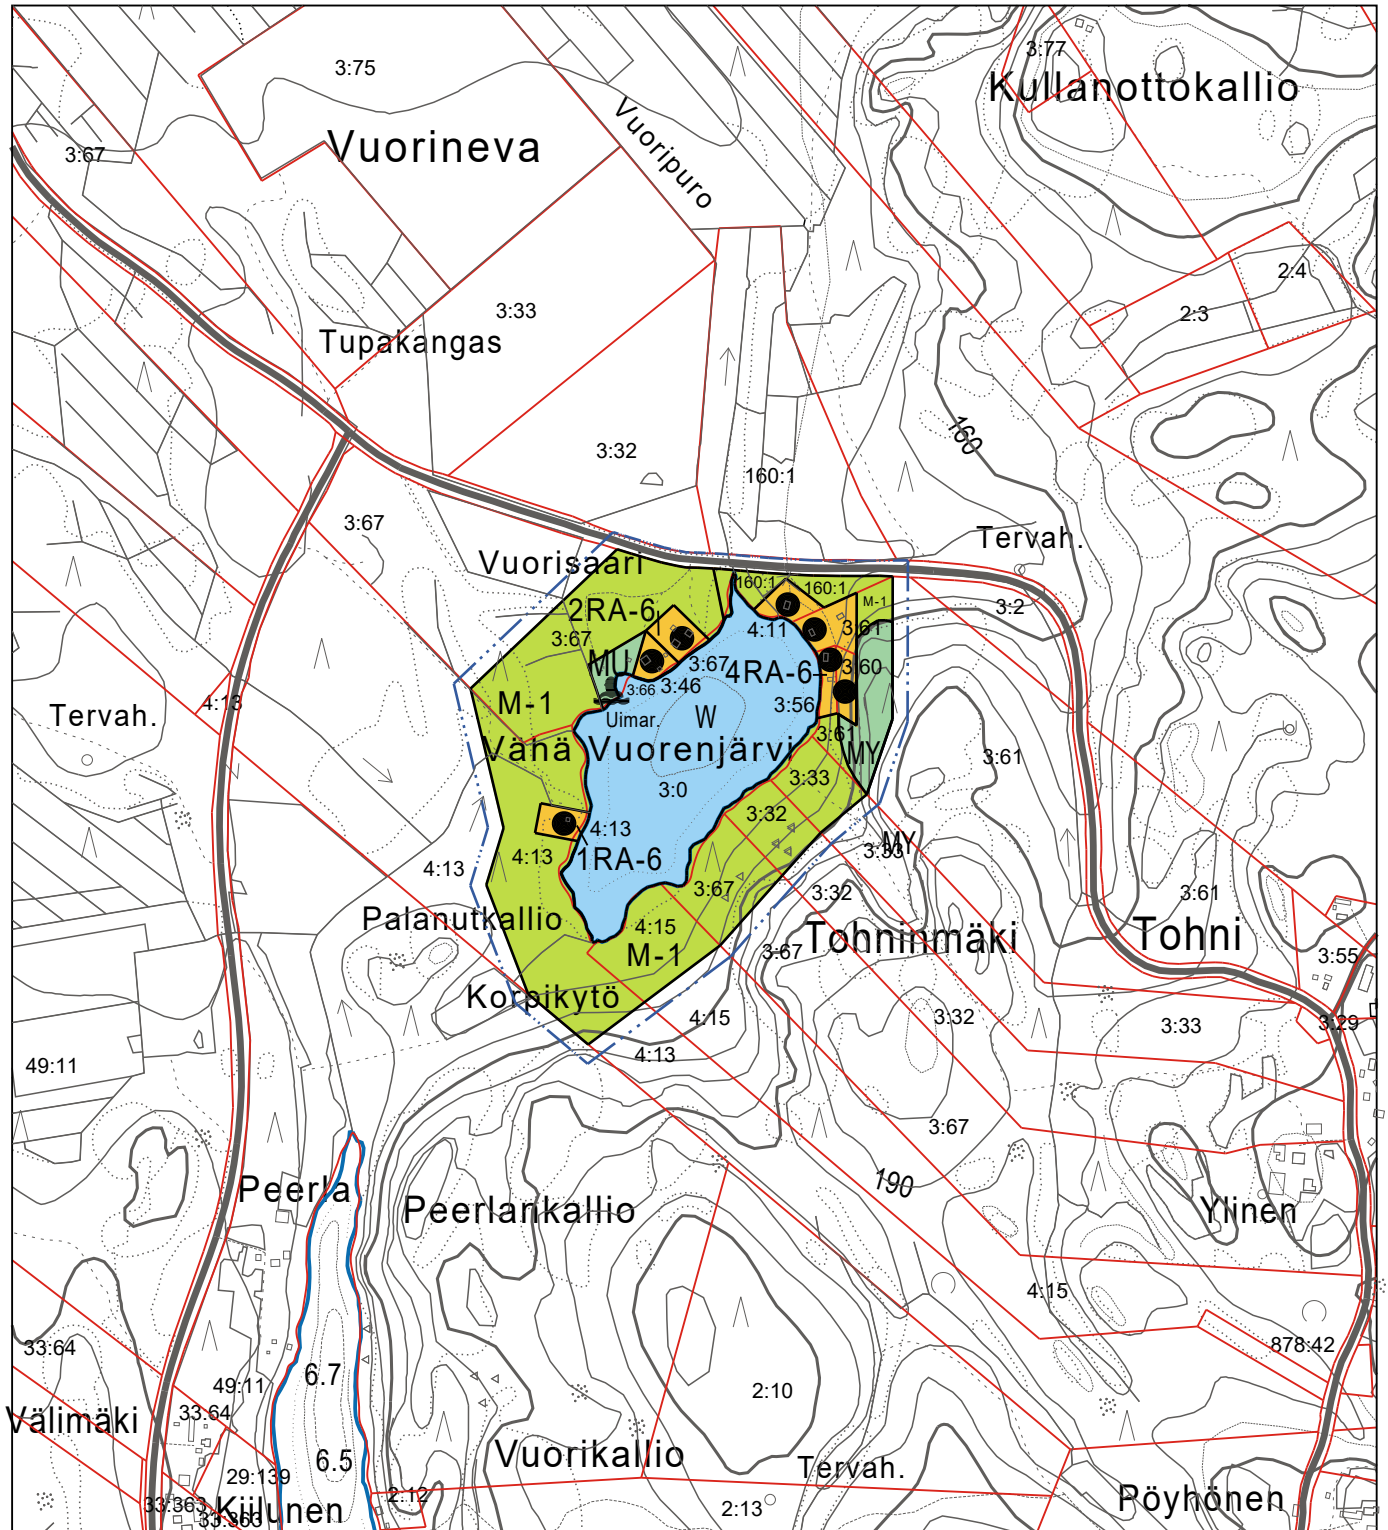 3:77
3:75
Kullanottokallio
Vuorineva
Vuoripuro
3:67
2:4
3:33
2:3
Tupakangas
160
3:32
160:1
3:67
Tervah.
Vuorisaari
160:1
160:1
M-1
3:2
2RA-6
3:67
4:11
3:61
MU
3:67
3:60
3:66
3:46
4RA-6
4:13
M-1
Tervah.
Uimar.
W
3:56
3:61
Vähä Vuorenjärvi
MY
3:61
3:33
3:0
3:32
4:13
MY
3:33
4:13
1RA-6
4:13
3:67
3:32
3:61
Palanutkallio
4:15
Tohninmäki
Tohni
M-1
3:67
3:55
Korpikytö
4:15
3:32
3:33
3:29
4:13
49:11
3:67
Peerla
190
Peerlankallio
Ylinen
4:15
33:64
6.7
878:42
49:11
2:10
Välimäki
33:64
6.5
Vuorikallio
Tervah.
29:139
2:12
Pöyhönen
33:363
Kiilunen
33:363
2:13